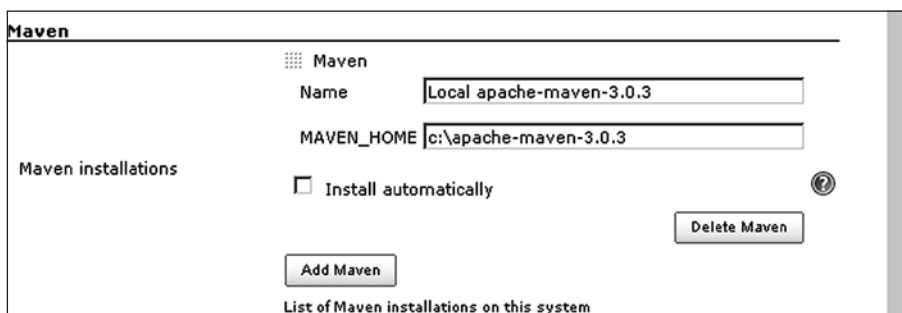 Maven
Maven
Name
Local apache-maven-3.0.3
MAVEN_HOME
c:\apache-maven-3.0.3
Maven installations
Install automatically
?
Delete Maven
Add Maven
List of Maven installations on this system